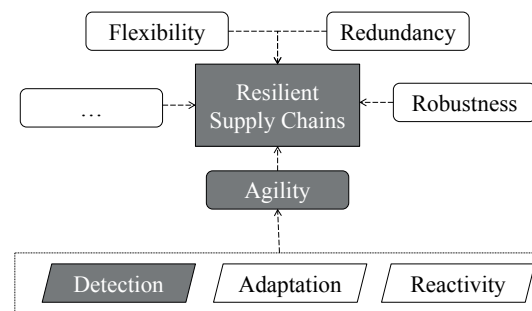 Flexibility
Redundancy
Resilient
Supply Chains
…
Robustness
Agility
Detection
Adaptation
Reactivity